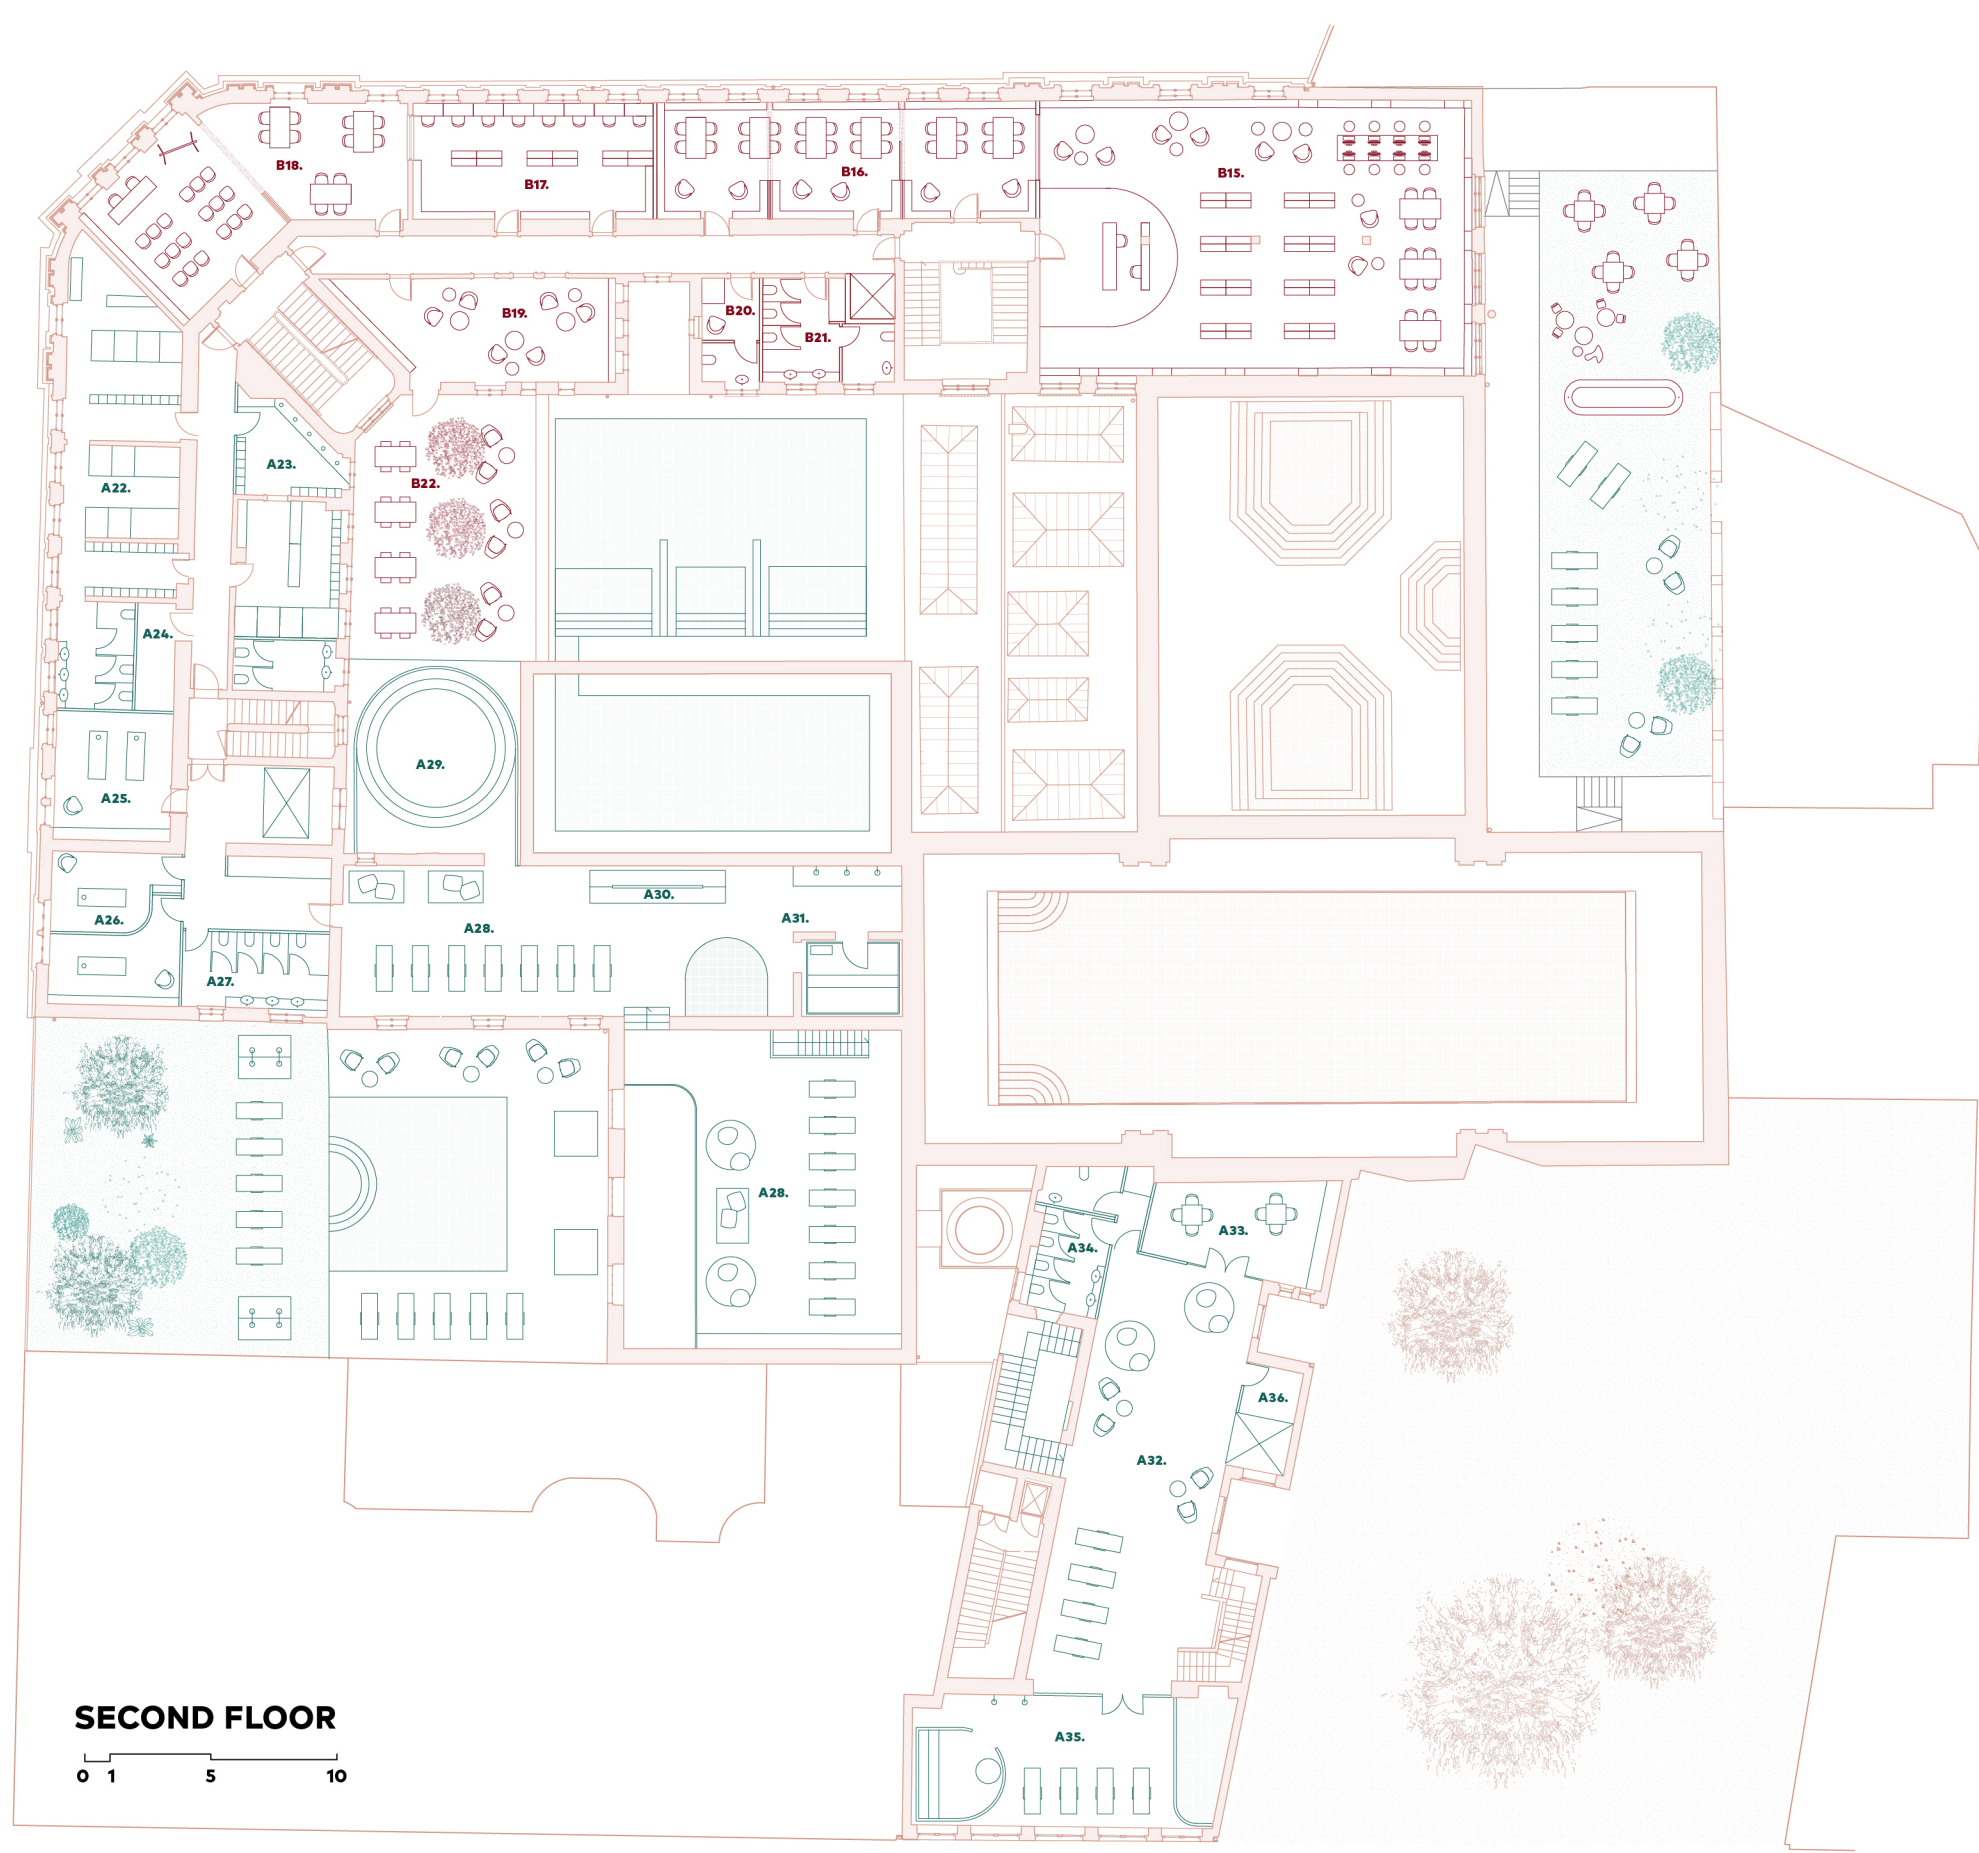 B18.
B17.
B16.
B15.
B19.
B20.
B21.
A23.
A22.
B22.
A24.
A29.
A25.
A26.
A28.
A30.
A31.
A27.
A28.
A33.
A34.
A36.
A32.
A35.
SECOND FLOOR
0 1 5 10